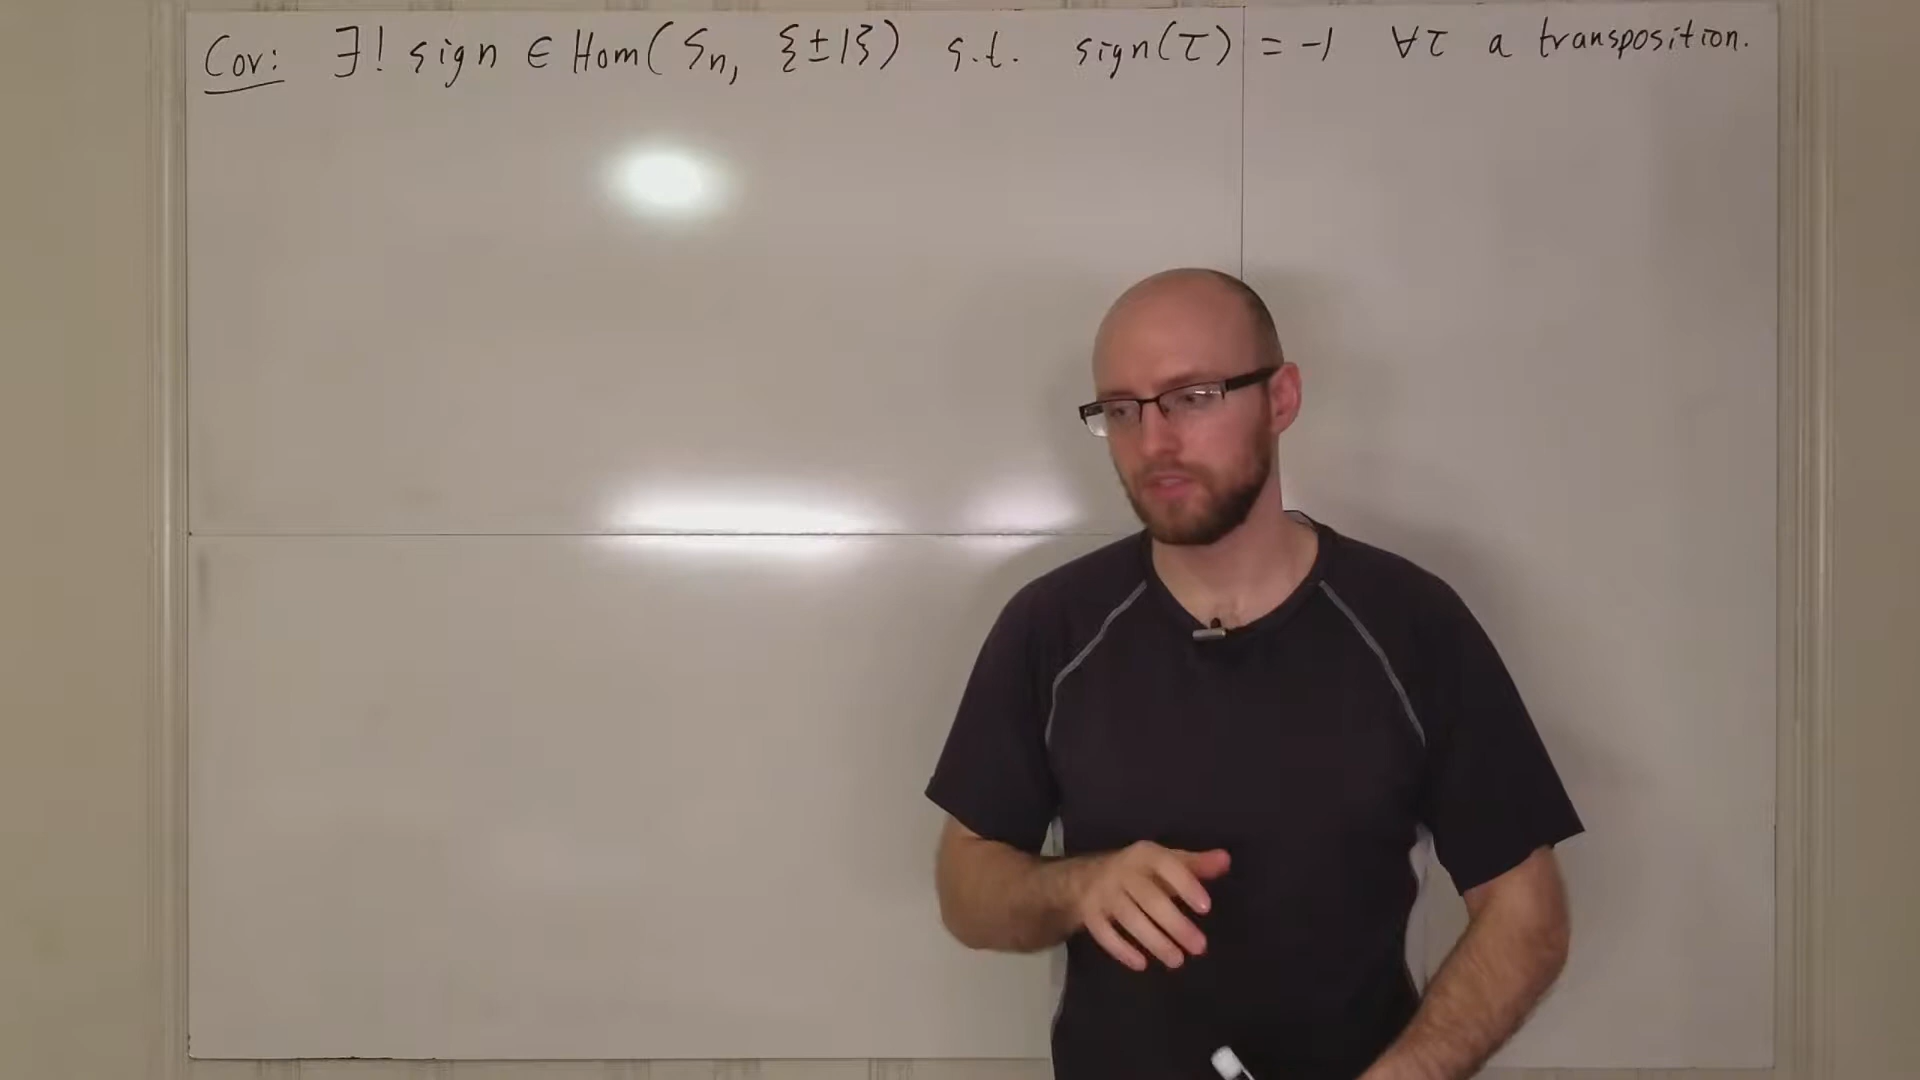 Cor: ∃! sign ∈ Hom(Sn, {±1}) s.t. sign(τ) = -1 ∀τ a transposition.